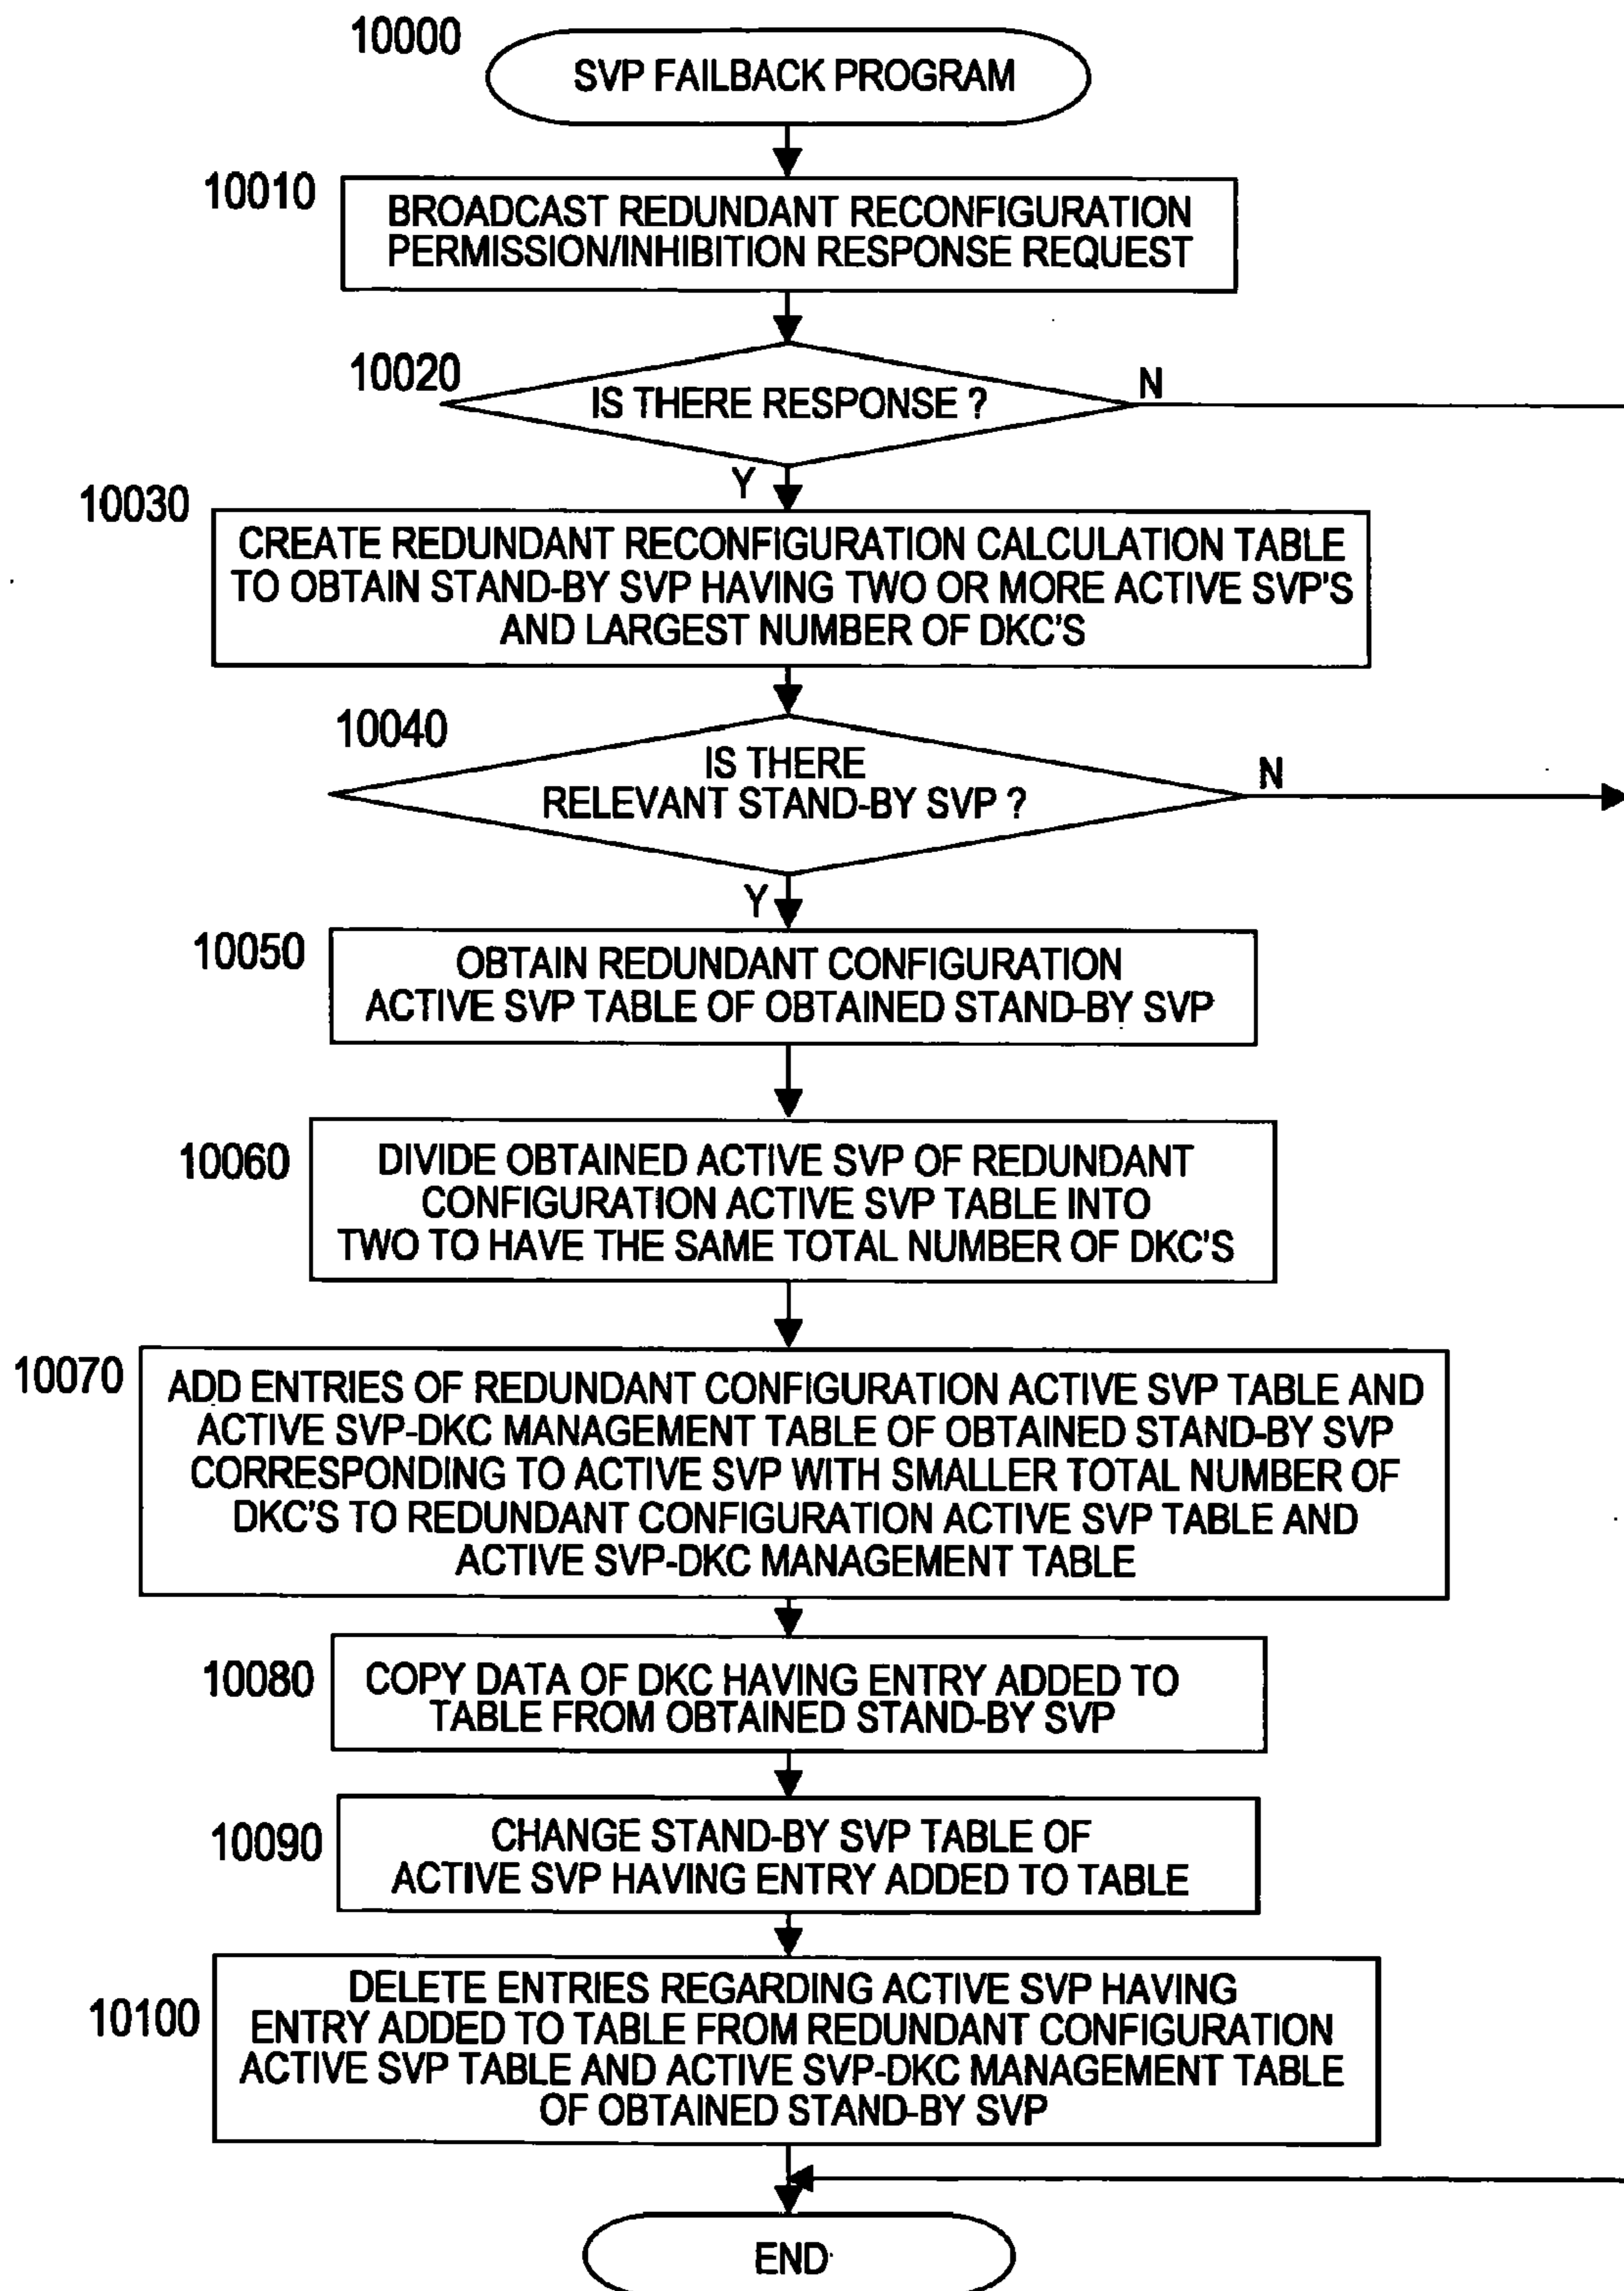 10000
SVP FAILBACK PROGRAM
10010
BROADCAST REDUNDANT RECONFIGURATION
PERMISSION/INHIBITION RESPONSE REQUEST
10020
IS THERE RESPONSE ?
N
Y
10030
CREATE REDUNDANT RECONFIGURATION CALCULATION TABLE
TO OBTAIN STAND-BY SVP HAVING TWO OR MORE ACTIVE SVP'S
AND LARGEST NUMBER OF DKC'S
10040
IS THERE
RELEVANT STAND-BY SVP ?
N
Y
10050
OBTAIN REDUNDANT CONFIGURATION
ACTIVE SVP TABLE OF OBTAINED STAND-BY SVP
10060
DIVIDE OBTAINED ACTIVE SVP OF REDUNDANT
CONFIGURATION ACTIVE SVP TABLE INTO
TWO TO HAVE THE SAME TOTAL NUMBER OF DKC'S
10070
ADD ENTRIES OF REDUNDANT CONFIGURATION ACTIVE SVP TABLE AND
ACTIVE SVP-DKC MANAGEMENT TABLE OF OBTAINED STAND-BY SVP
CORRESPONDING TO ACTIVE SVP WITH SMALLER TOTAL NUMBER OF
DKC'S TO REDUNDANT CONFIGURATION ACTIVE SVP TABLE AND
ACTIVE SVP-DKC MANAGEMENT TABLE
10080
COPY DATA OF DKC HAVING ENTRY ADDED TO
TABLE FROM OBTAINED STAND-BY SVP
10090
CHANGE STAND-BY SVP TABLE OF
ACTIVE SVP HAVING ENTRY ADDED TO TABLE
10100
DELETE ENTRIES REGARDING ACTIVE SVP HAVING
ENTRY ADDED TO TABLE FROM REDUNDANT CONFIGURATION
ACTIVE SVP TABLE AND ACTIVE SVP-DKC MANAGEMENT TABLE
OF OBTAINED STAND-BY SVP
END